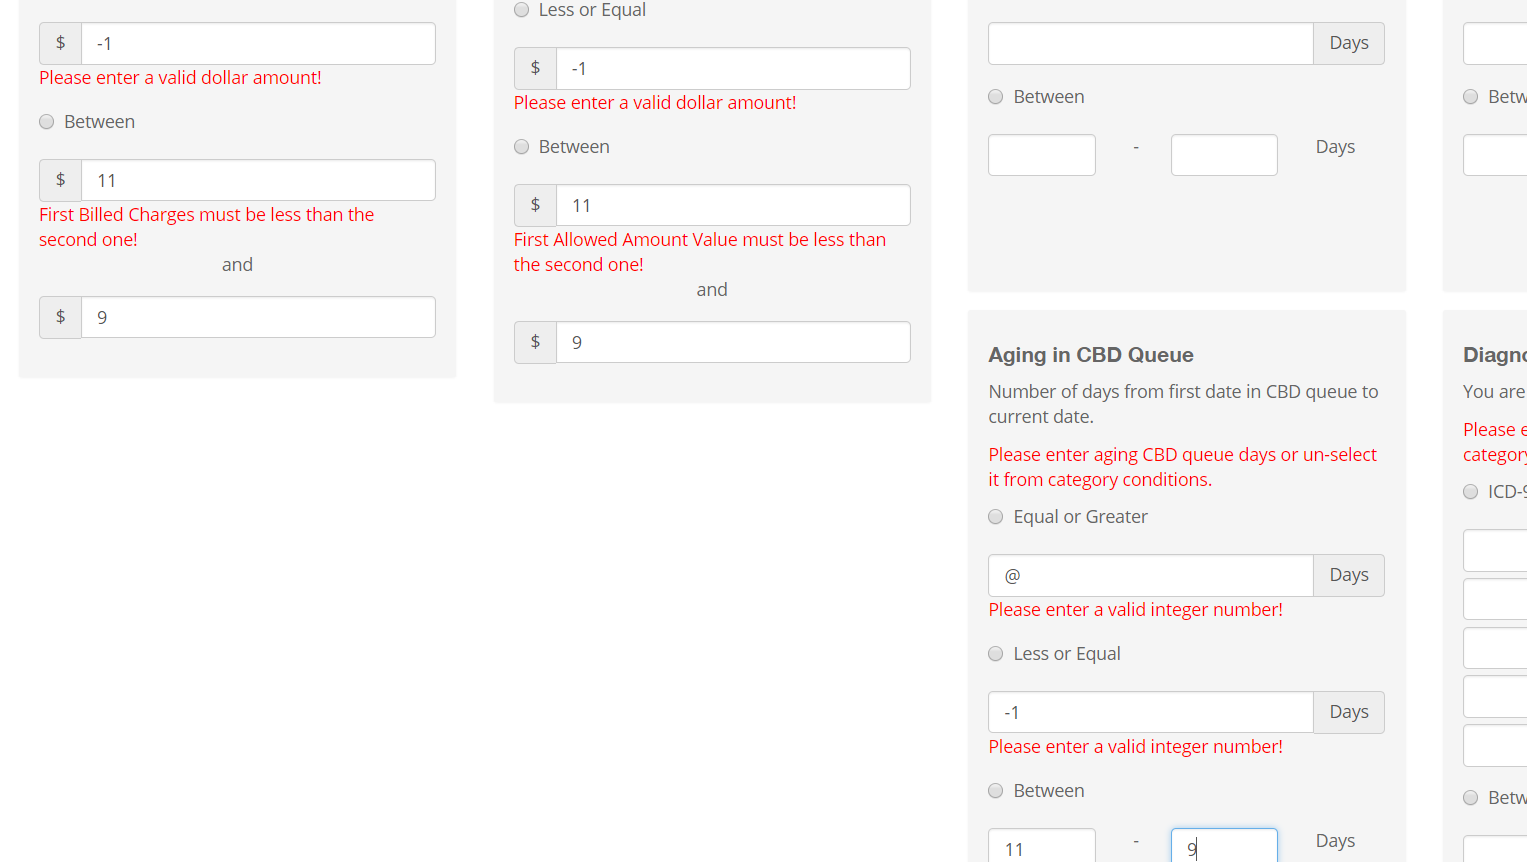 $ -1
Please enter a valid dollar amount!
Between
$ 11
First Billed Charges must be less than the
second one!
and
$ 9
Less or Equal
$ -1
Please enter a valid dollar amount!
Between
$ 11
First Allowed Amount Value must be less than
the second one!
and
$ 9
Days
Between
- Days
Aging in CBD Queue
Number of days from first date in CBD queue to
current date.
Please enter aging CBD queue days or un-select
it from category conditions.
Equal or Greater
@ Days
Please enter a valid integer number!
Less or Equal
-1 Days
Please enter a valid integer number!
Between
11 - 9 Days
Betw
Diagno
You are
Please e
category
ICD-9
Betw